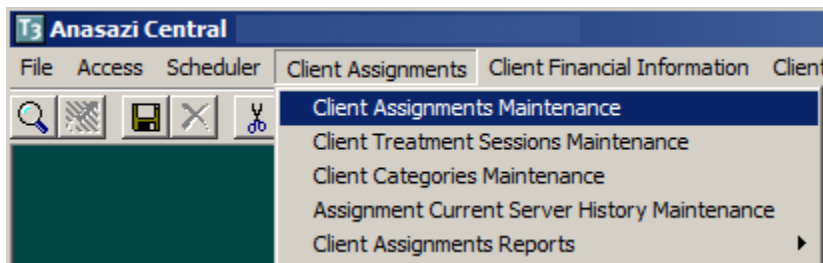 T3 Anasazi Central
File Access Scheduler Client Assignments Client Financial Information Client
Client Assignments Maintenance
Client Treatment Sessions Maintenance
Client Categories Maintenance
Assignment Current Server History Maintenance
Client Assignments Reports